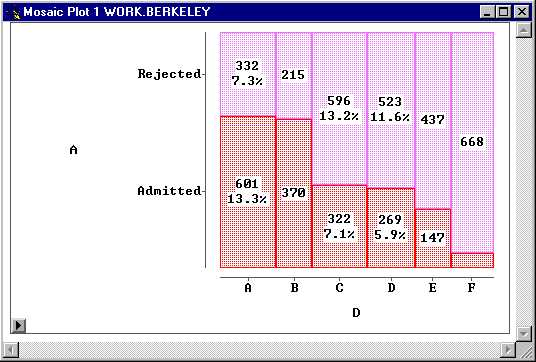 Mosaic Plot 1 WORK.BERKELEY
332
7.3%
215
Rejected
596
13.2%
523
11.6%
437
668
A
601
13.3%
370
Admitted
322
7.1%
269
5.9%
147
A B C D E F
D